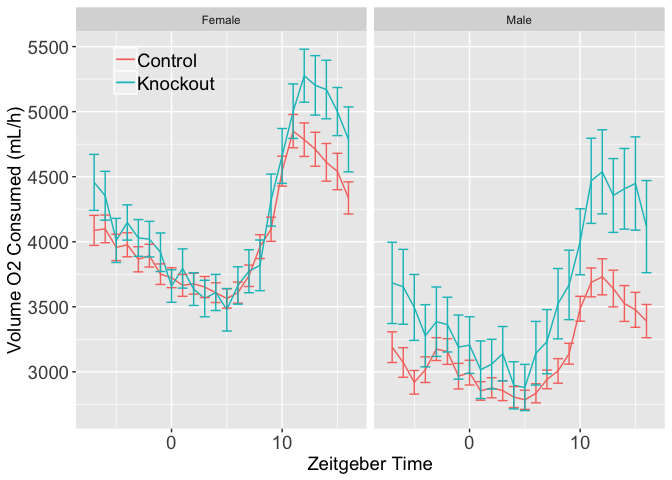 Female
Male
Control
Knockout
5500
5000
4500
4000
3500
3000
Volume O2 Consumed (mL/h)
0
10
0
10
Zeitgeber Time